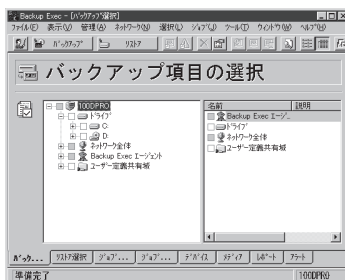 Backup Exec - [バックアップ選択]
ファイル(F) 表示(V) 管理(A) ネットワーク(N) 選択(L) ジョブ(J) ツール(T) ウィンドウ(W) ヘルプ(H)
バックアップ リストア
バックアップ項目の選択
100DPRO
ドライブ
C:
D:
ネットワーク全体
Backup Exec エージェント
ユーザー定義共有域
名前 説明
Backup Exec エージ...
ドライブ
ネットワーク全体
ユーザー定義共有域
バック... リストア選択 ジョブ... ジョブ... デバイス メディア レポート アラート
準備完了 100DPRO